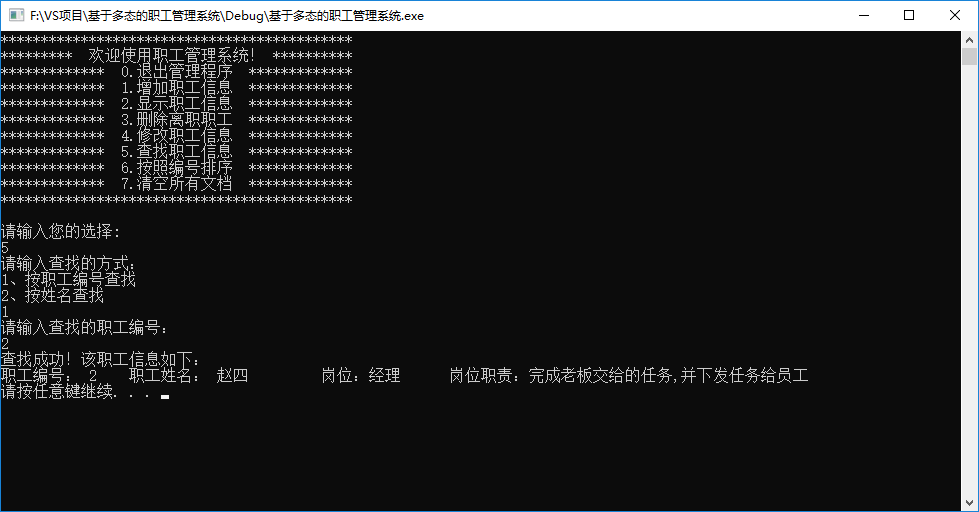 F:\VS项目\基于多态的职工管理系统\Debug\基于多态的职工管理系统.exe
********************************************
*********  欢迎使用职工管理系统!  **********
*************  0.退出管理程序  *************
*************  1.增加职工信息  *************
*************  2.显示职工信息  *************
*************  3.删除离职职工  *************
*************  4.修改职工信息  *************
*************  5.查找职工信息  *************
*************  6.按照编号排序  *************
*************  7.清空所有文档  *************
********************************************
请输入您的选择:
5
请输入查找的方式:
1、按职工编号查找
2、按姓名查找
1
请输入查找的职工编号:
2
查找成功! 该职工信息如下:
职工编号: 2    职工姓名: 赵四    岗位: 经理    岗位职责: 完成老板交给的任务,并下发任务给员工
请按任意键继续. . .